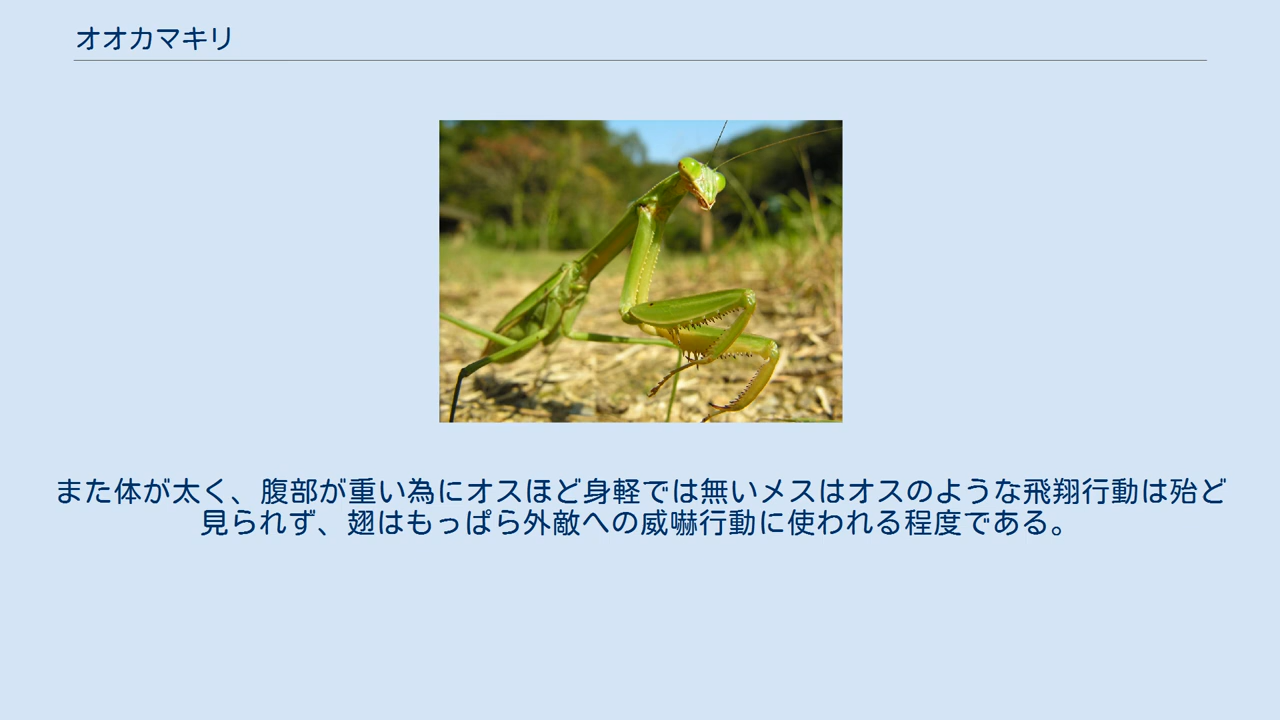 オオカマキリ
また体が太く、腹部が重い為にオスほど身軽では無いメスはオスのような飛翔行動は殆ど
見られず、翅はもっぱら外敵への威嚇行動に使われる程度である。